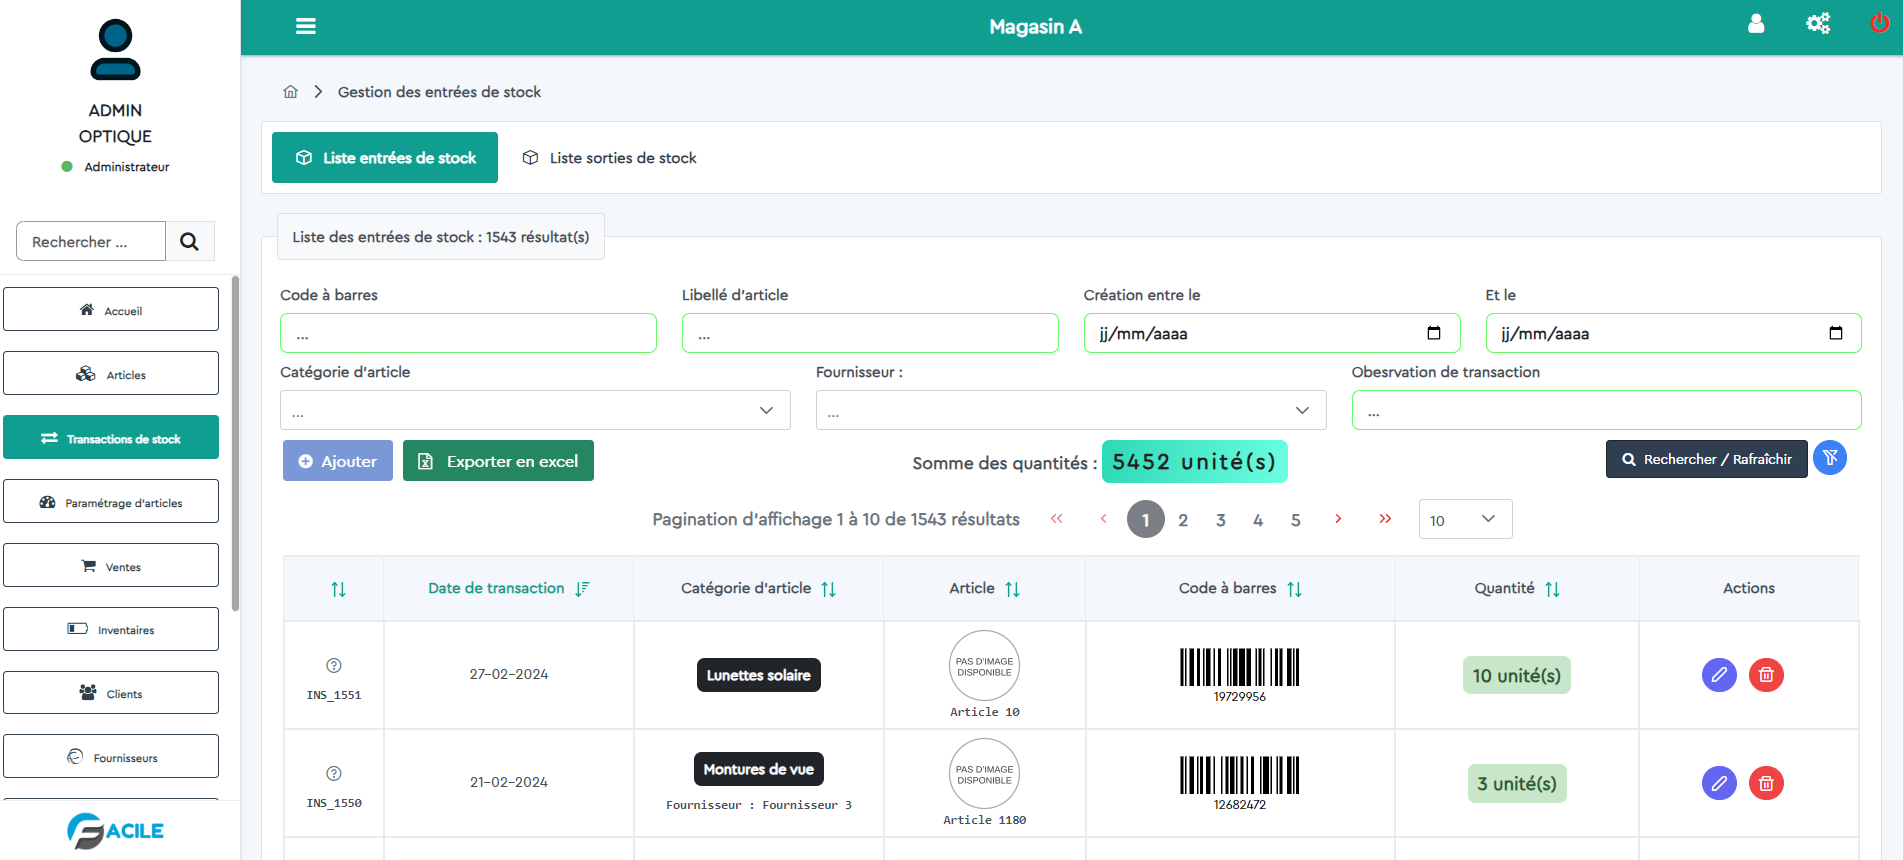 Magasin A
ADMIN
OPTIQUE
Administrateur
Rechercher ...
Accueil
Articles
Transactions de stock
Paramétrage d'articles
Ventes
Inventaires
Clients
Fournisseurs
FACILE
Gestion des entrées de stock
Liste entrées de stock
Liste sorties de stock
Liste des entrées de stock : 1543 résultat(s)
Code à barres
Libellé d'article
Création entre le
Et le
...
...
jj/mm/aaaa
jj/mm/aaaa
Catégorie d'article
Fournisseur :
Obesrvation de transaction
...
...
...
Ajouter
Exporter en excel
Somme des quantités : 5452 unité(s)
Rechercher / Rafraîchir
Pagination d'affichage 1 à 10 de 1543 résultats
« ‹ 1 2 3 4 5 › »
10
Date de transaction
Catégorie d'article
Article
Code à barres
Quantité
Actions
INS_1551
27-02-2024
Lunettes solaire
PAS D'IMAGE
DISPONIBLE
Article 10
19729956
10 unité(s)
INS_1550
21-02-2024
Montures de vue
Fournisseur : Fournisseur 3
PAS D'IMAGE
DISPONIBLE
Article 1180
12682472
3 unité(s)